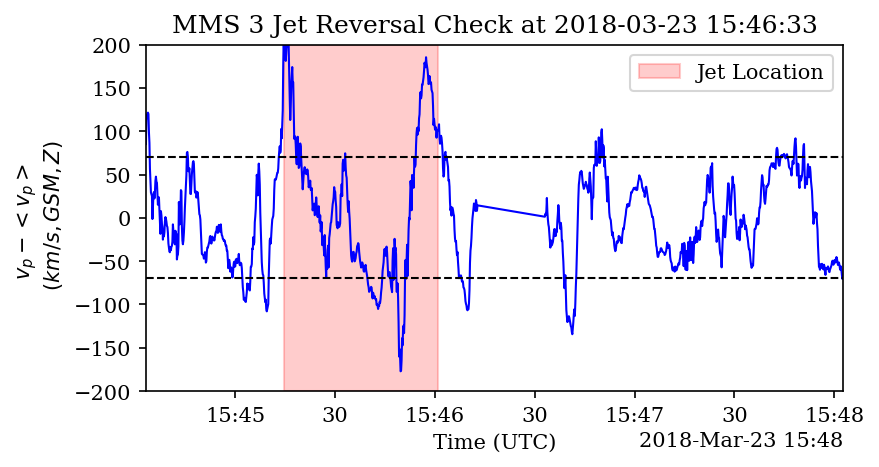 MMS 3 Jet Reversal Check at 2018-03-23 15:46:33
v_p − < v_p >
(km/s, GSM, Z)
200
150
100
50
0
−50
−100
−150
−200
Jet Location
15:45 30 15:46 30 15:47 30 15:48
Time (UTC)
2018-Mar-23 15:48